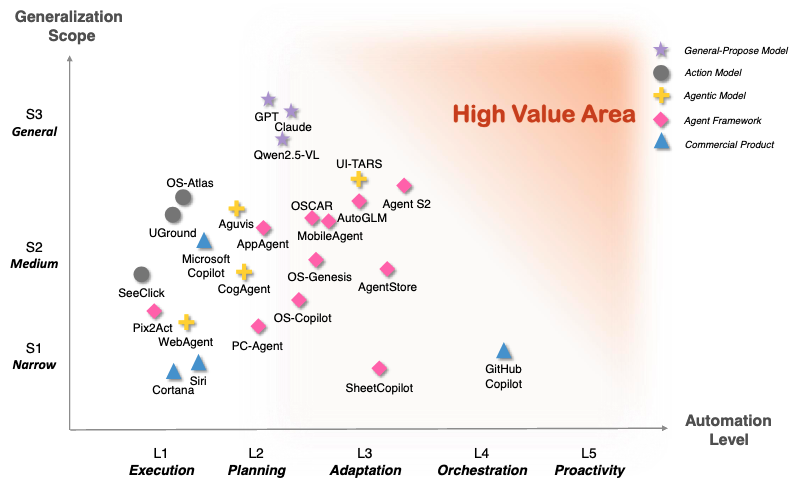 Generalization
Scope
General-Propose Model
Action Model
Agentic Model
Agent Framework
Commercial Product
High Value Area
S3
General
GPT
Claude
Qwen2.5-VL
UI-TARS
OS-Atlas
Agent S2
OSCAR
AutoGLM
UGround
Aguvis
MobileAgent
AppAgent
S2
Medium
Microsoft
Copilot
OS-Genesis
CogAgent
AgentStore
SeeClick
OS-Copilot
Pix2Act
WebAgent
PC-Agent
S1
Narrow
GitHub
Copilot
Siri
Cortana
SheetCopilot
Automation
Level
L1
Execution
L2
Planning
L3
Adaptation
L4
Orchestration
L5
Proactivity